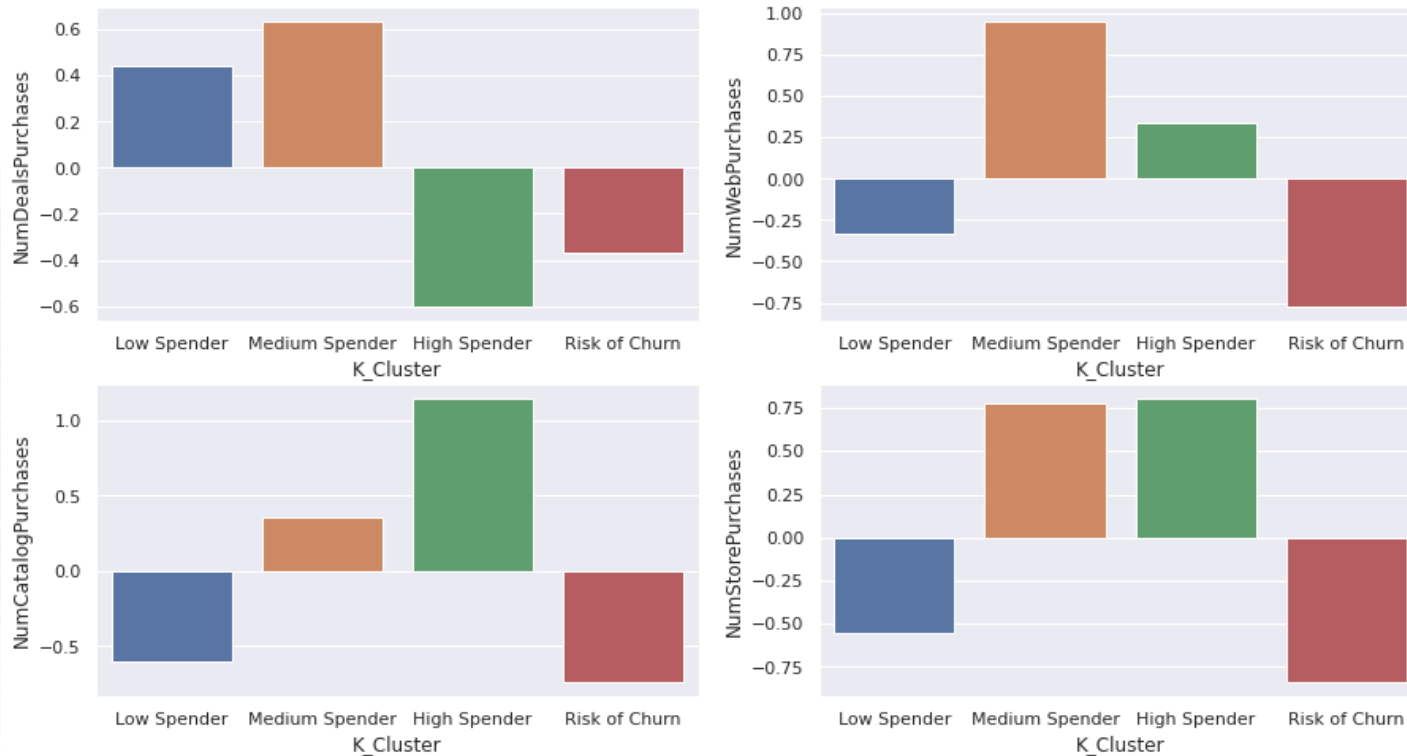 NumDealsPurchases
0.6
0.4
0.2
0.0
−0.2
−0.4
−0.6
Low Spender Medium Spender High Spender Risk of Churn
K_Cluster
NumWebPurchases
1.00
0.75
0.50
0.25
0.00
−0.25
−0.50
−0.75
Low Spender Medium Spender High Spender Risk of Churn
K_Cluster
NumCatalogPurchases
1.0
0.5
0.0
−0.5
Low Spender Medium Spender High Spender Risk of Churn
K_Cluster
NumStorePurchases
0.75
0.50
0.25
0.00
−0.25
−0.50
−0.75
Low Spender Medium Spender High Spender Risk of Churn
K_Cluster